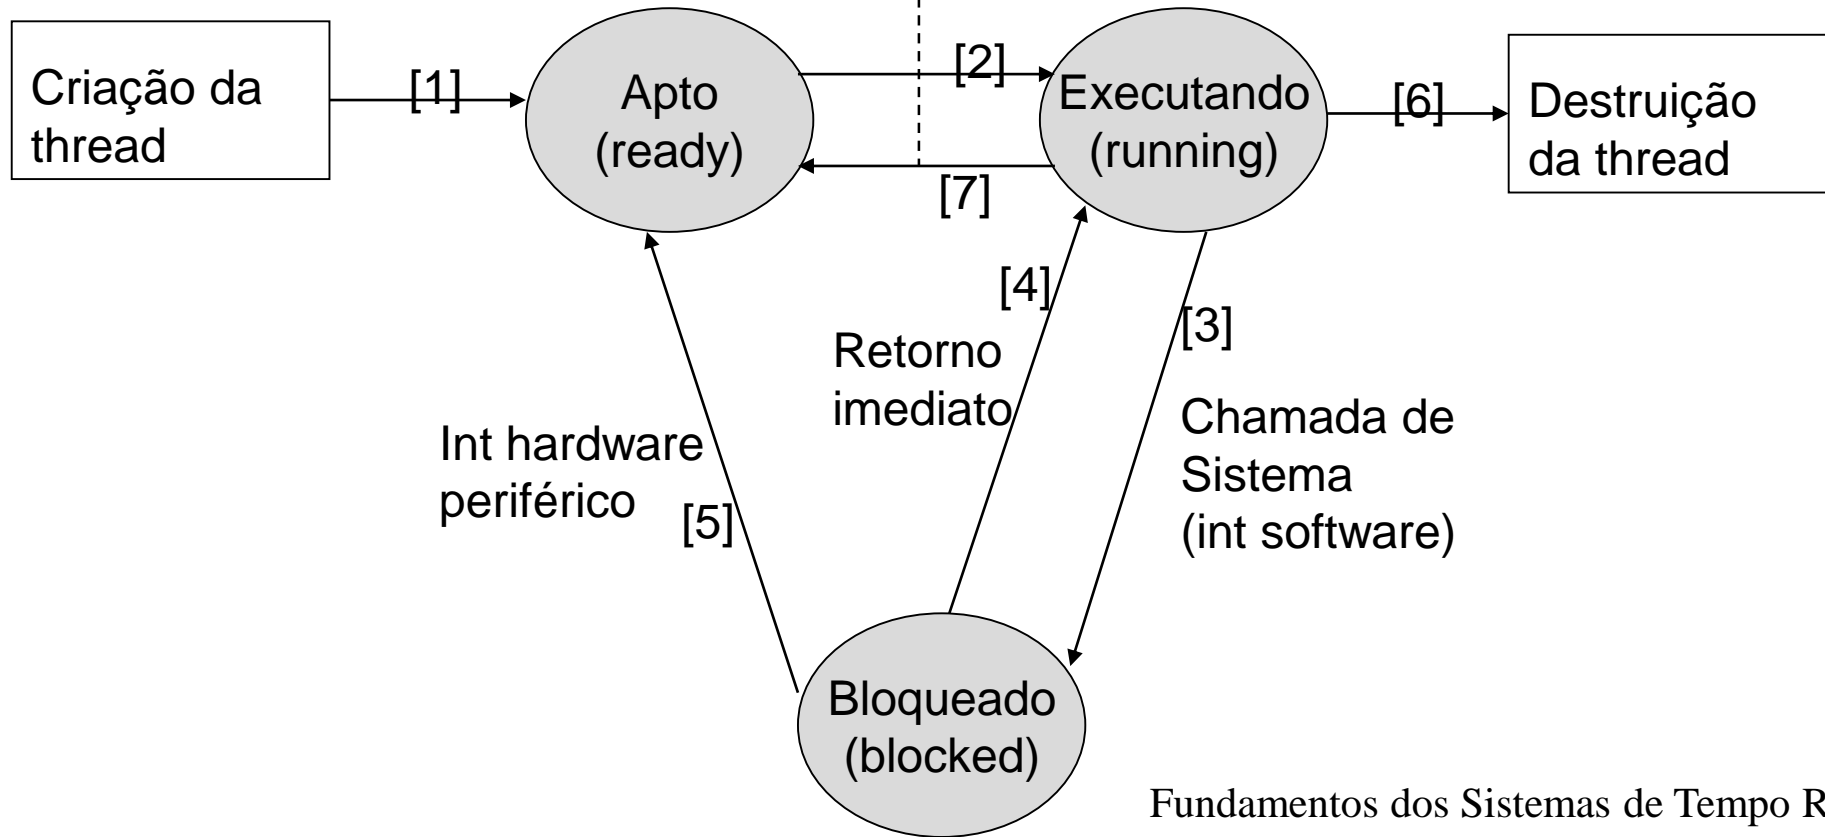 Criação da
thread
[1]
Apto
(ready)
[2]
[7]
Executando
(running)
[6]
Destruição
da thread
[4]
Retorno
imediato
[3]
Chamada de
Sistema
(int software)
Int hardware
periférico
[5]
Bloqueado
(blocked)
Fundamentos dos Sistemas de Tempo R